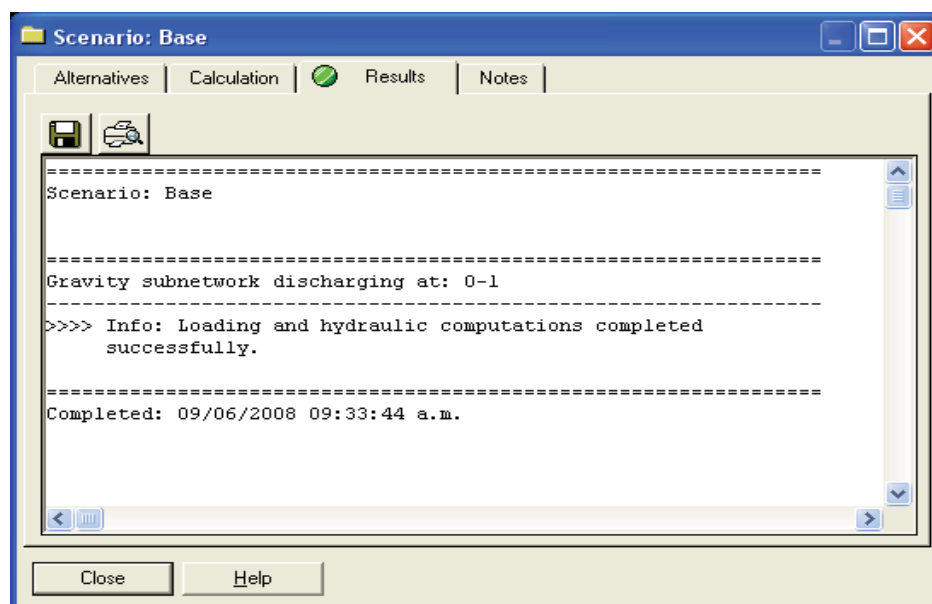 Scenario: Base
Alternatives Calculation Results Notes
===============================================================
Scenario: Base
===============================================================
Gravity subnetwork discharging at: O-1
---------------------------------------------------------------
>>>> Info: Loading and hydraulic computations completed
successfully.
===============================================================
Completed: 09/06/2008 09:33:44 a.m.
Close Help